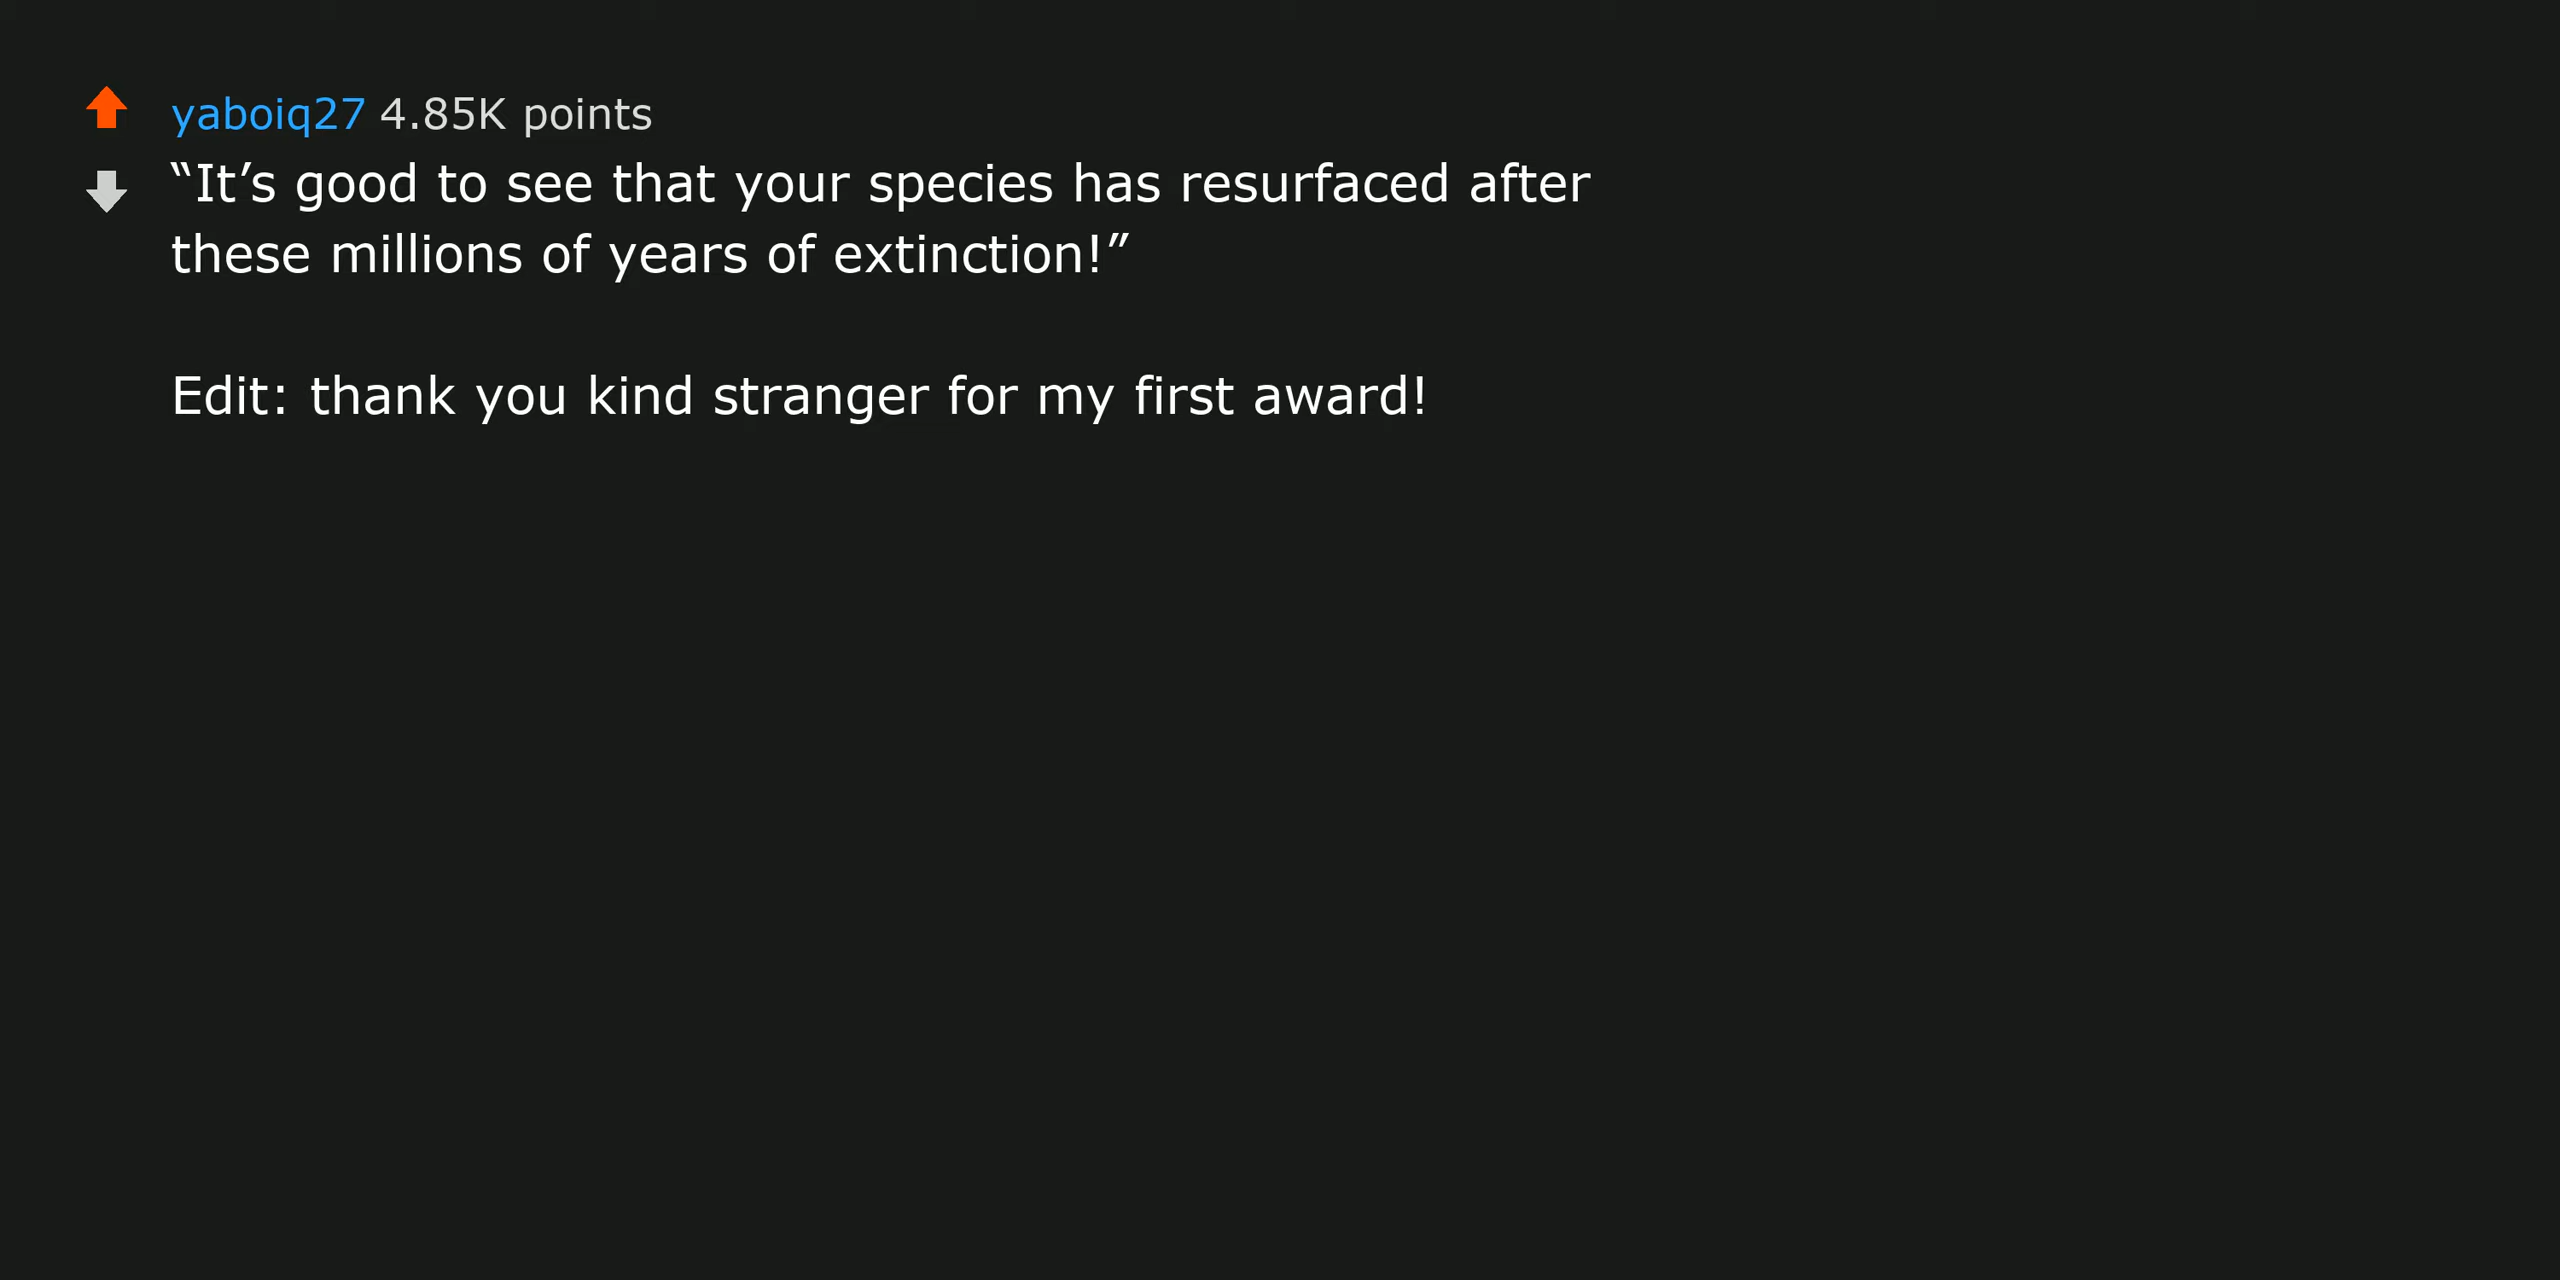 yaboiq27 4.85K points
“It’s good to see that your species has resurfaced after
these millions of years of extinction!”
Edit: thank you kind stranger for my first award!